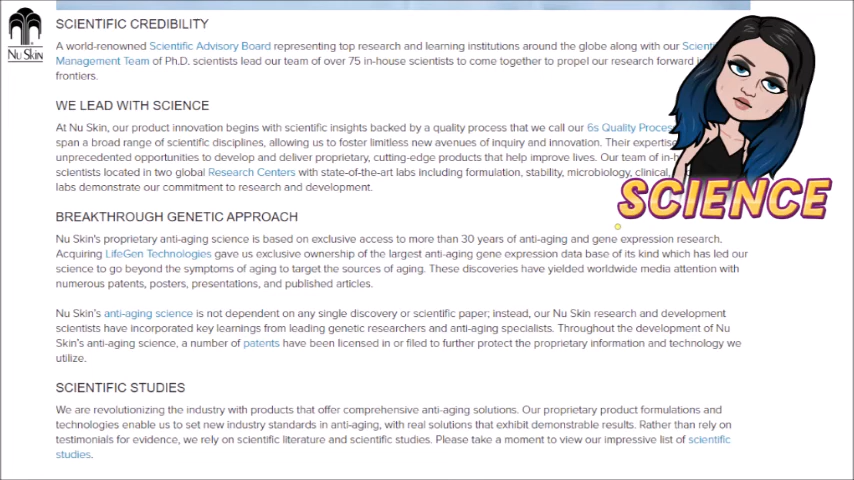 NU SKIN
SCIENTIFIC CREDIBILITY
A world-renowned Scientific Advisory Board representing top research and learning institutions around the globe along with our
Management Team of Ph.D. scientists lead our team of over 75 in-house scientists to come together to propel our research forward
frontiers.
WE LEAD WITH SCIENCE
At Nu Skin, our product innovation begins with scientific insights backed by a quality process that we call our 6s Quality
span a broad range of scientific disciplines, allowing us to foster limitless new avenues of inquiry and innovation. Their
unprecedented opportunities to develop and deliver proprietary, cutting-edge products that help improve lives. Our team of
scientists located in two global Research Centers with state-of-the-art labs including formulation, stability, microbiology, clinical,
labs demonstrate our commitment to research and development.
SCIENCE
BREAKTHROUGH GENETIC APPROACH
Nu Skin's proprietary anti-aging science is based on exclusive access to more than 30 years of anti-aging and gene expression research.
Acquiring LifeGen Technologies gave us exclusive ownership of the largest anti-aging gene expression data base of its kind which has led our
science to go beyond the symptoms of aging to target the sources of aging. These discoveries have yielded worldwide media attention with
numerous patents, posters, presentations, and published articles.
Nu Skin's anti-aging science is not dependent on any single discovery or scientific paper; instead, our Nu Skin research and development
scientists have incorporated key learnings from leading genetic researchers and anti-aging specialists. Throughout the development of Nu
Skin's anti-aging science, a number of patents have been licensed in or filed to further protect the proprietary information and technology we
utilize.
SCIENTIFIC STUDIES
We are revolutionizing the industry with products that offer comprehensive anti-aging solutions. Our proprietary product formulations and
technologies enable us to set new industry standards in anti-aging, with real solutions that exhibit demonstrable results. Rather than rely on
testimonials for evidence, we rely on scientific literature and scientific studies. Please take a moment to view our impressive list of scientific
studies.